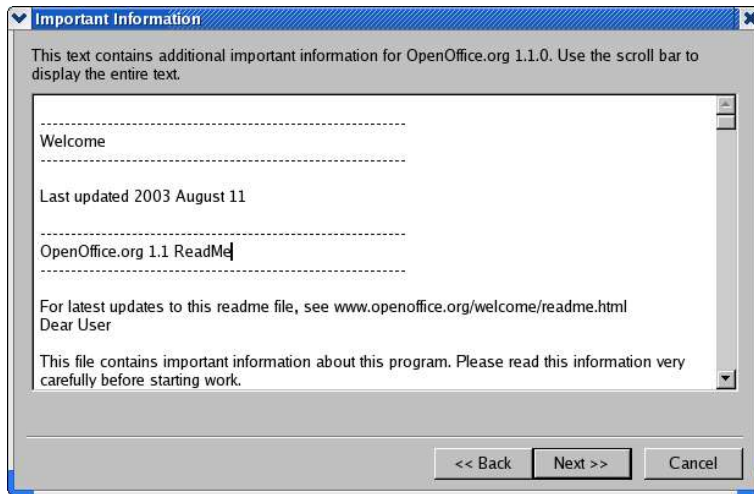 Important Information
This text contains additional important information for OpenOffice.org 1.1.0. Use the scroll bar to
display the entire text.
------------------------------------------------------------
Welcome
------------------------------------------------------------
Last updated 2003 August 11
------------------------------------------------------------
OpenOffice.org 1.1 ReadMe
------------------------------------------------------------
For latest updates to this readme file, see www.openoffice.org/welcome/readme.html
Dear User
This file contains important information about this program. Please read this information very
carefully before starting work.
<< Back Next >> Cancel